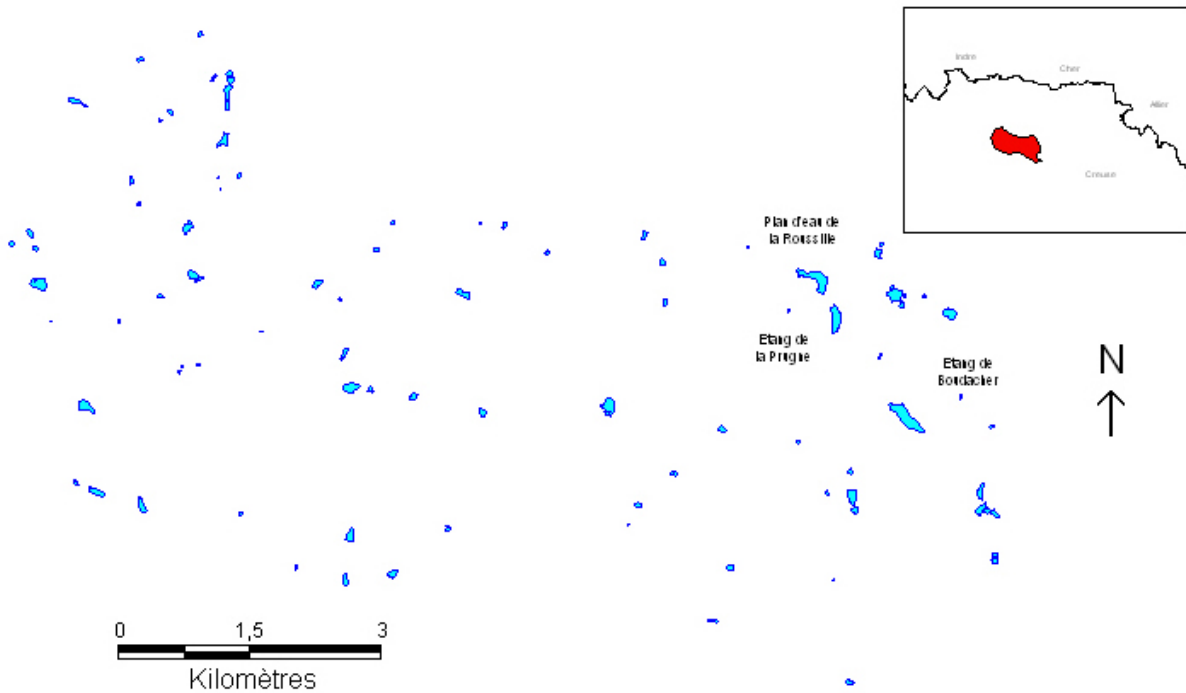 Indre
Cher
Allier
Creuse
Plan d'eau de
la Roussille
Etang de
la Prugne
Etang de
Boudacher
N
0 1,5 3
Kilomètres